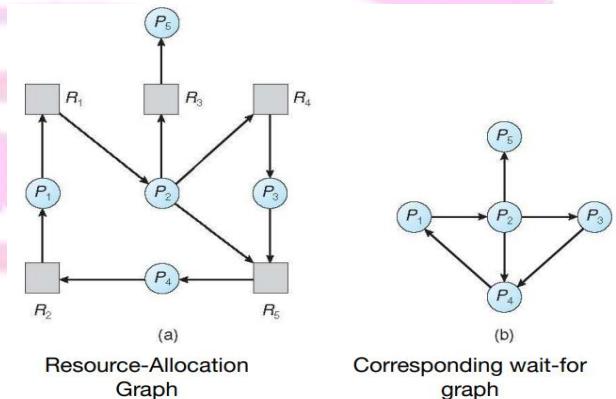 P5
R1
R3
R4
P1
P2
P3
R2
P4
R5
(a)
Resource-Allocation
Graph
P5
P1
P2
P3
P4
(b)
Corresponding wait-for
graph